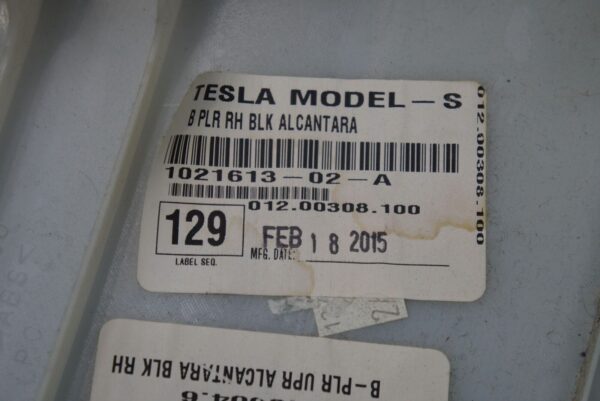 TESLA MODEL-S
B PLR RH BLK ALCANTARA
1021613-02-A
012.00308.100
129
LABEL SEQ.
FEB 18 2015
MFG. DATE:
012.00308.100
B-PLR UPR ALCANTARA BLK RH